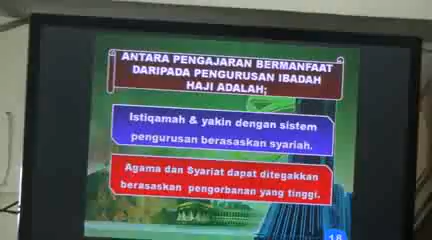 ANTARA PENGAJARAN BERMANFAAT
DARIPADA PENGURUSAN IBADAH
HAJI ADALAH;
Istiqamah & yakin dengan sistem
pengurusan berasaskan syariah.
Agama dan Syariat dapat ditegakkan
berasaskan pengorbanan yang tinggi.
18